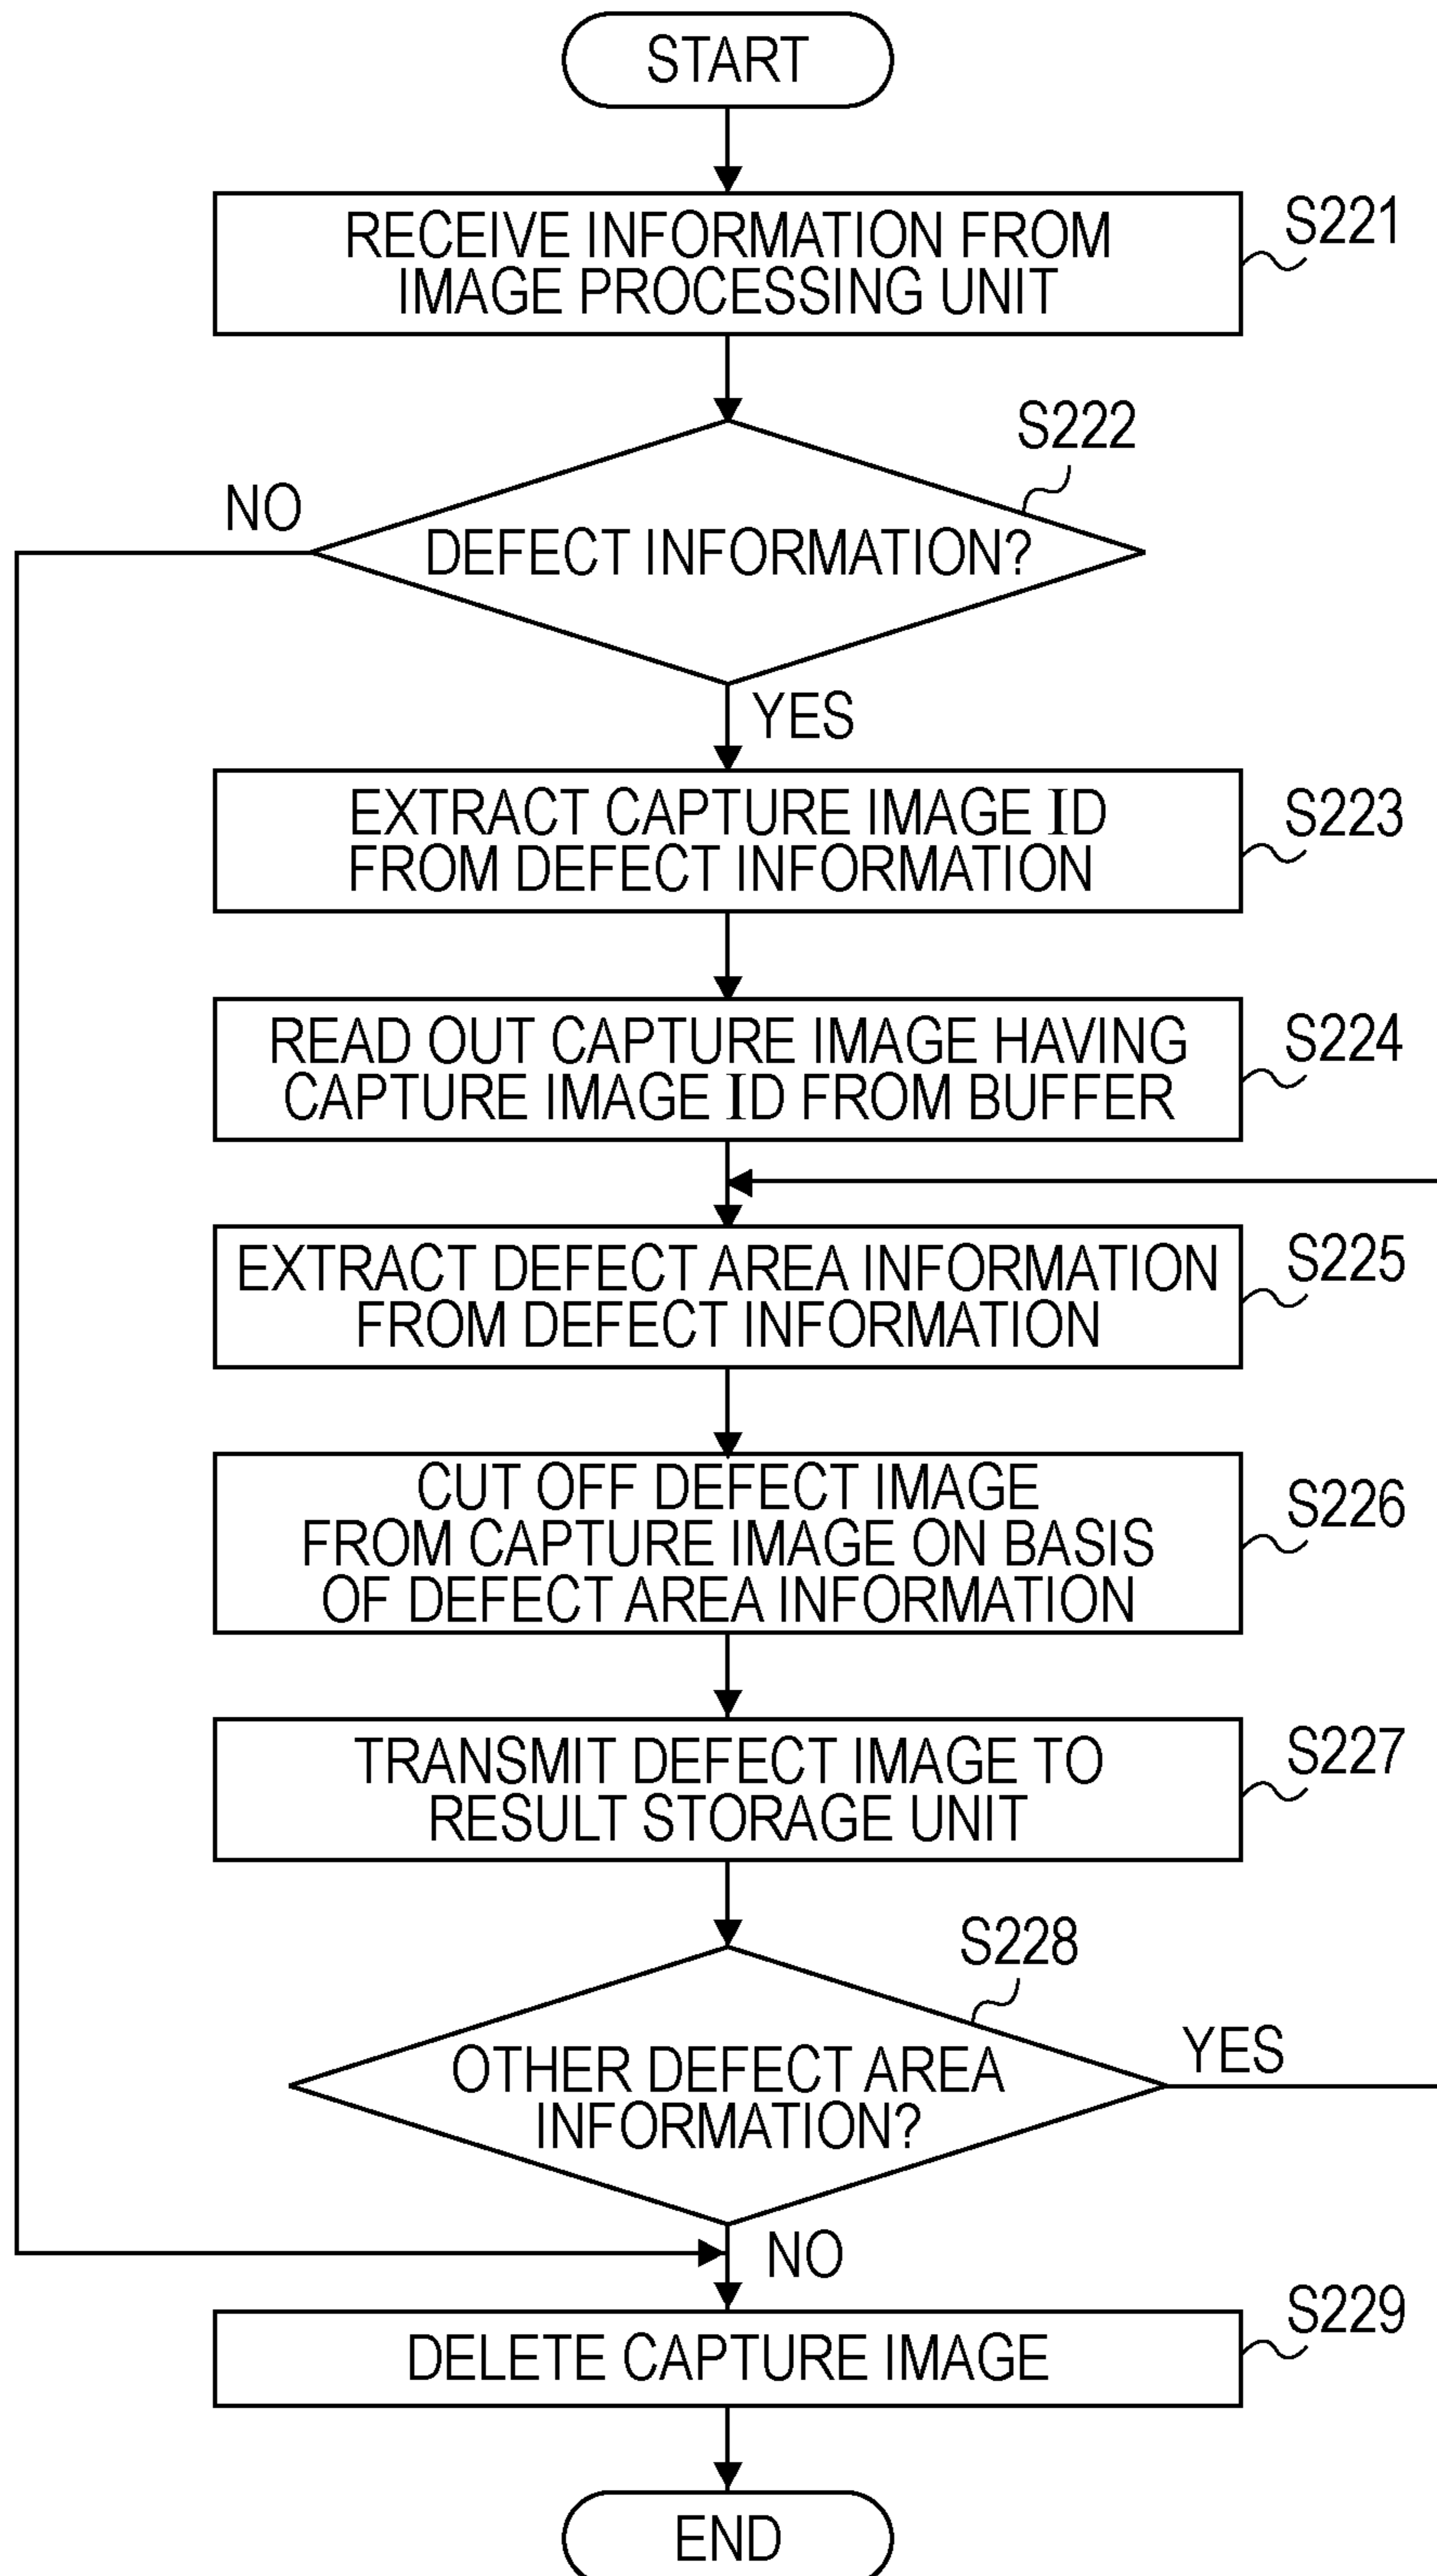 START
RECEIVE INFORMATION FROM
IMAGE PROCESSING UNIT
S221
S222
NO
DEFECT INFORMATION?
YES
EXTRACT CAPTURE IMAGE ID
FROM DEFECT INFORMATION
S223
READ OUT CAPTURE IMAGE HAVING
CAPTURE IMAGE ID FROM BUFFER
S224
EXTRACT DEFECT AREA INFORMATION
FROM DEFECT INFORMATION
S225
CUT OFF DEFECT IMAGE
FROM CAPTURE IMAGE ON BASIS
OF DEFECT AREA INFORMATION
S226
TRANSMIT DEFECT IMAGE TO
RESULT STORAGE UNIT
S227
S228
OTHER DEFECT AREA
INFORMATION?
YES
NO
DELETE CAPTURE IMAGE
S229
END